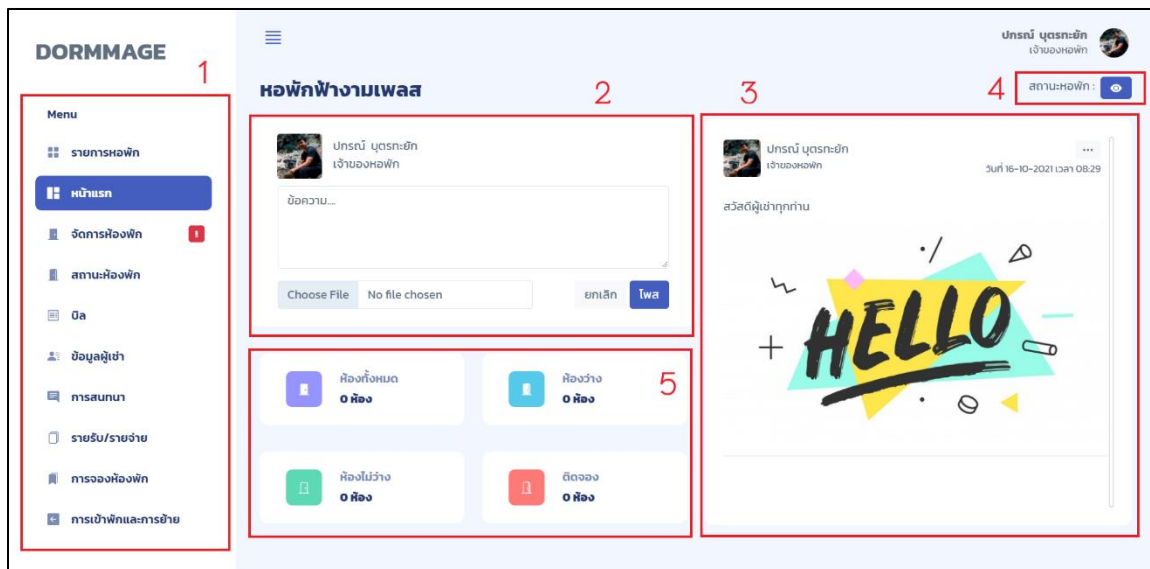 DORMMAGE
1
Menu
รายการหอพัก
หน้าแรก
จัดการห้องพัก
!
สถานะห้องพัก
บิล
ข้อมูลผู้เช่า
การสนทนา
รายรับ/รายจ่าย
การจองห้องพัก
การเข้าพักและการย้าย
ปกรณ์ บุตรทะยัก
เจ้าของหอพัก
หอพักฟ้างามเพลส
2
3
4
สถานะหอพัก :
ปกรณ์ บุตรทะยัก
เจ้าของหอพัก
ข้อความ....
Choose File No file chosen
ยกเลิก โพส
ปกรณ์ บุตรทะยัก
เจ้าของหอพัก
...
วันที่ 16-10-2021 เวลา 08:29
สวัสดีผู้เช่าทุกท่าน
HELLO
5
ห้องทั้งหมด
0 ห้อง
ห้องว่าง
0 ห้อง
ห้องไม่ว่าง
0 ห้อง
ติดจอง
0 ห้อง